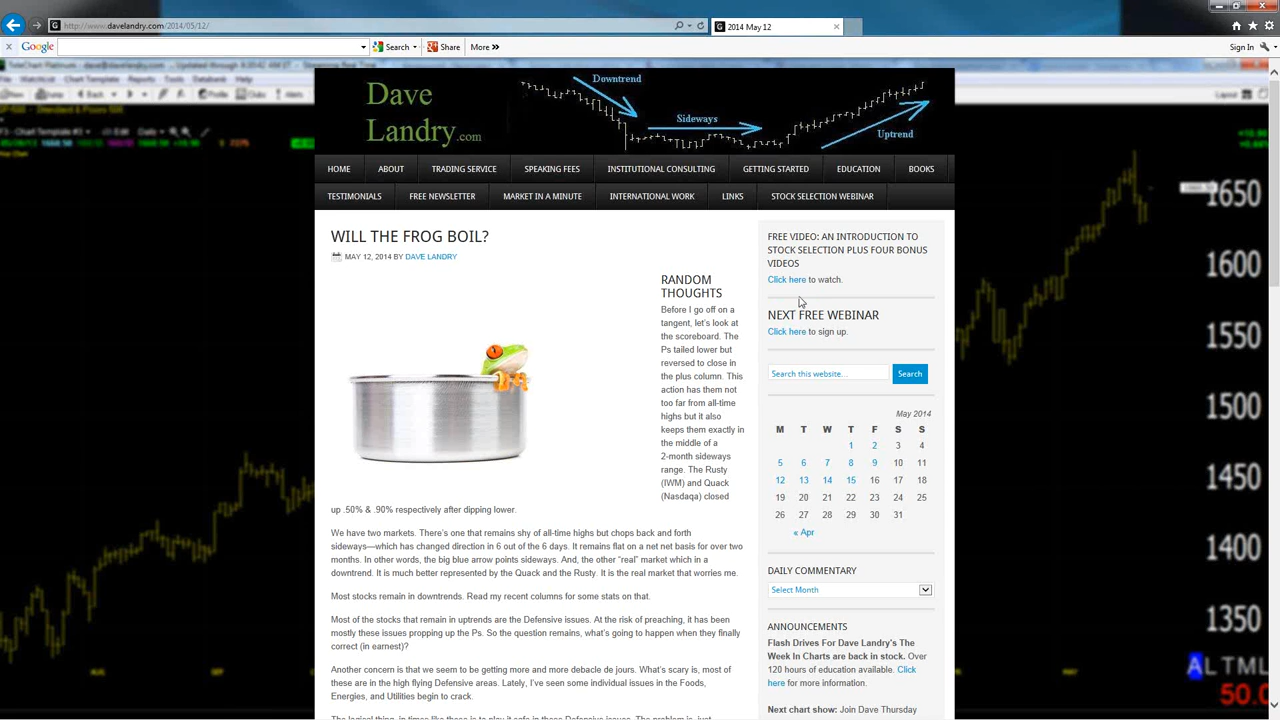 http://www.davelandry.com/2014/05/12/
2014 May 12
Google
Search
Share
More »
Sign In
Dave
Landry.com
Downtrend
Sideways
Uptrend
HOME ABOUT TRADING SERVICE SPEAKING FEES INSTITUTIONAL CONSULTING GETTING STARTED EDUCATION BOOKS
TESTIMONIALS FREE NEWSLETTER MARKET IN A MINUTE INTERNATIONAL WORK LINKS STOCK SELECTION WEBINAR
WILL THE FROG BOIL?
MAY 12, 2014 BY DAVE LANDRY
RANDOM
THOUGHTS
Before I go off on a
tangent, let's look at
the scoreboard. The
Ps tailed lower but
reversed to close in
the plus column. This
action has them not
too far from all-time
highs but it also
keeps them exactly in
the middle of a
2-month sideways
range. The Rusty
(IWM) and Quack
(Nasdaqa) closed
up .50% & .90% respectively after dipping lower.
We have two markets. There's one that remains shy of all-time highs but chops back and forth
sideways—which has changed direction in 6 out of the 6 days. It remains flat on a net net basis for over two
months. In other words, the big blue arrow points sideways. And, the other "real" market which in a
downtrend. It is much better represented by the Quack and the Rusty. It is the real market that worries me.
Most stocks remain in downtrends. Read my recent columns for some stats on that.
Most of the stocks that remain in uptrends are the Defensive issues. At the risk of preaching, it has been
mostly these issues propping up the Ps. So the question remains, what's going to happen when they finally
correct (in earnest)?
Another concern is that we seem to be getting more and more debacle de jours. What's scary is, most of
these are in the high flying Defensive areas. Lately, I've seen some individual issues in the Foods,
Energies, and Utilities begin to crack.
FREE VIDEO: AN INTRODUCTION TO
STOCK SELECTION PLUS FOUR BONUS
VIDEOS
Click here to watch.
NEXT FREE WEBINAR
Click here to sign up.
Search this website...
Search
May 2014
M T W T F S S
1 2 3 4
5 6 7 8 9 10 11
12 13 14 15 16 17 18
19 20 21 22 23 24 25
26 27 28 29 30 31
« Apr
DAILY COMMENTARY
Select Month
ANNOUNCEMENTS
Flash Drives For Dave Landry's The
Week In Charts are back in stock. Over
120 hours of education available. Click
here for more information.
Next chart show: Join Dave Thursday
1650
1600
1550
1500
1450
1400
1350
ALTML
50.0